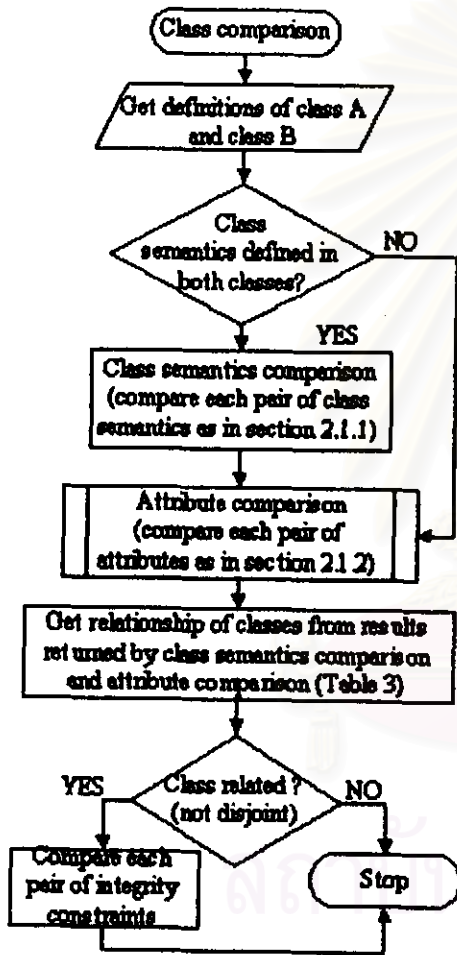 Class comparison
Get definitions of class A
and class B
Class
semantics defined in
both classes?
NO
YES
Class semantics comparison
(compare each pair of class
semantics as in section 2.1.1)
Attribute comparison
(compare each pair of
attributes as in section 2.1.2)
Get relationship of classes from results
returned by class semantics comparison
and attribute comparison (Table 3)
YES
Class related ?
(not disjoint)
NO
Compare each
pair of integrity
constraints
Stop